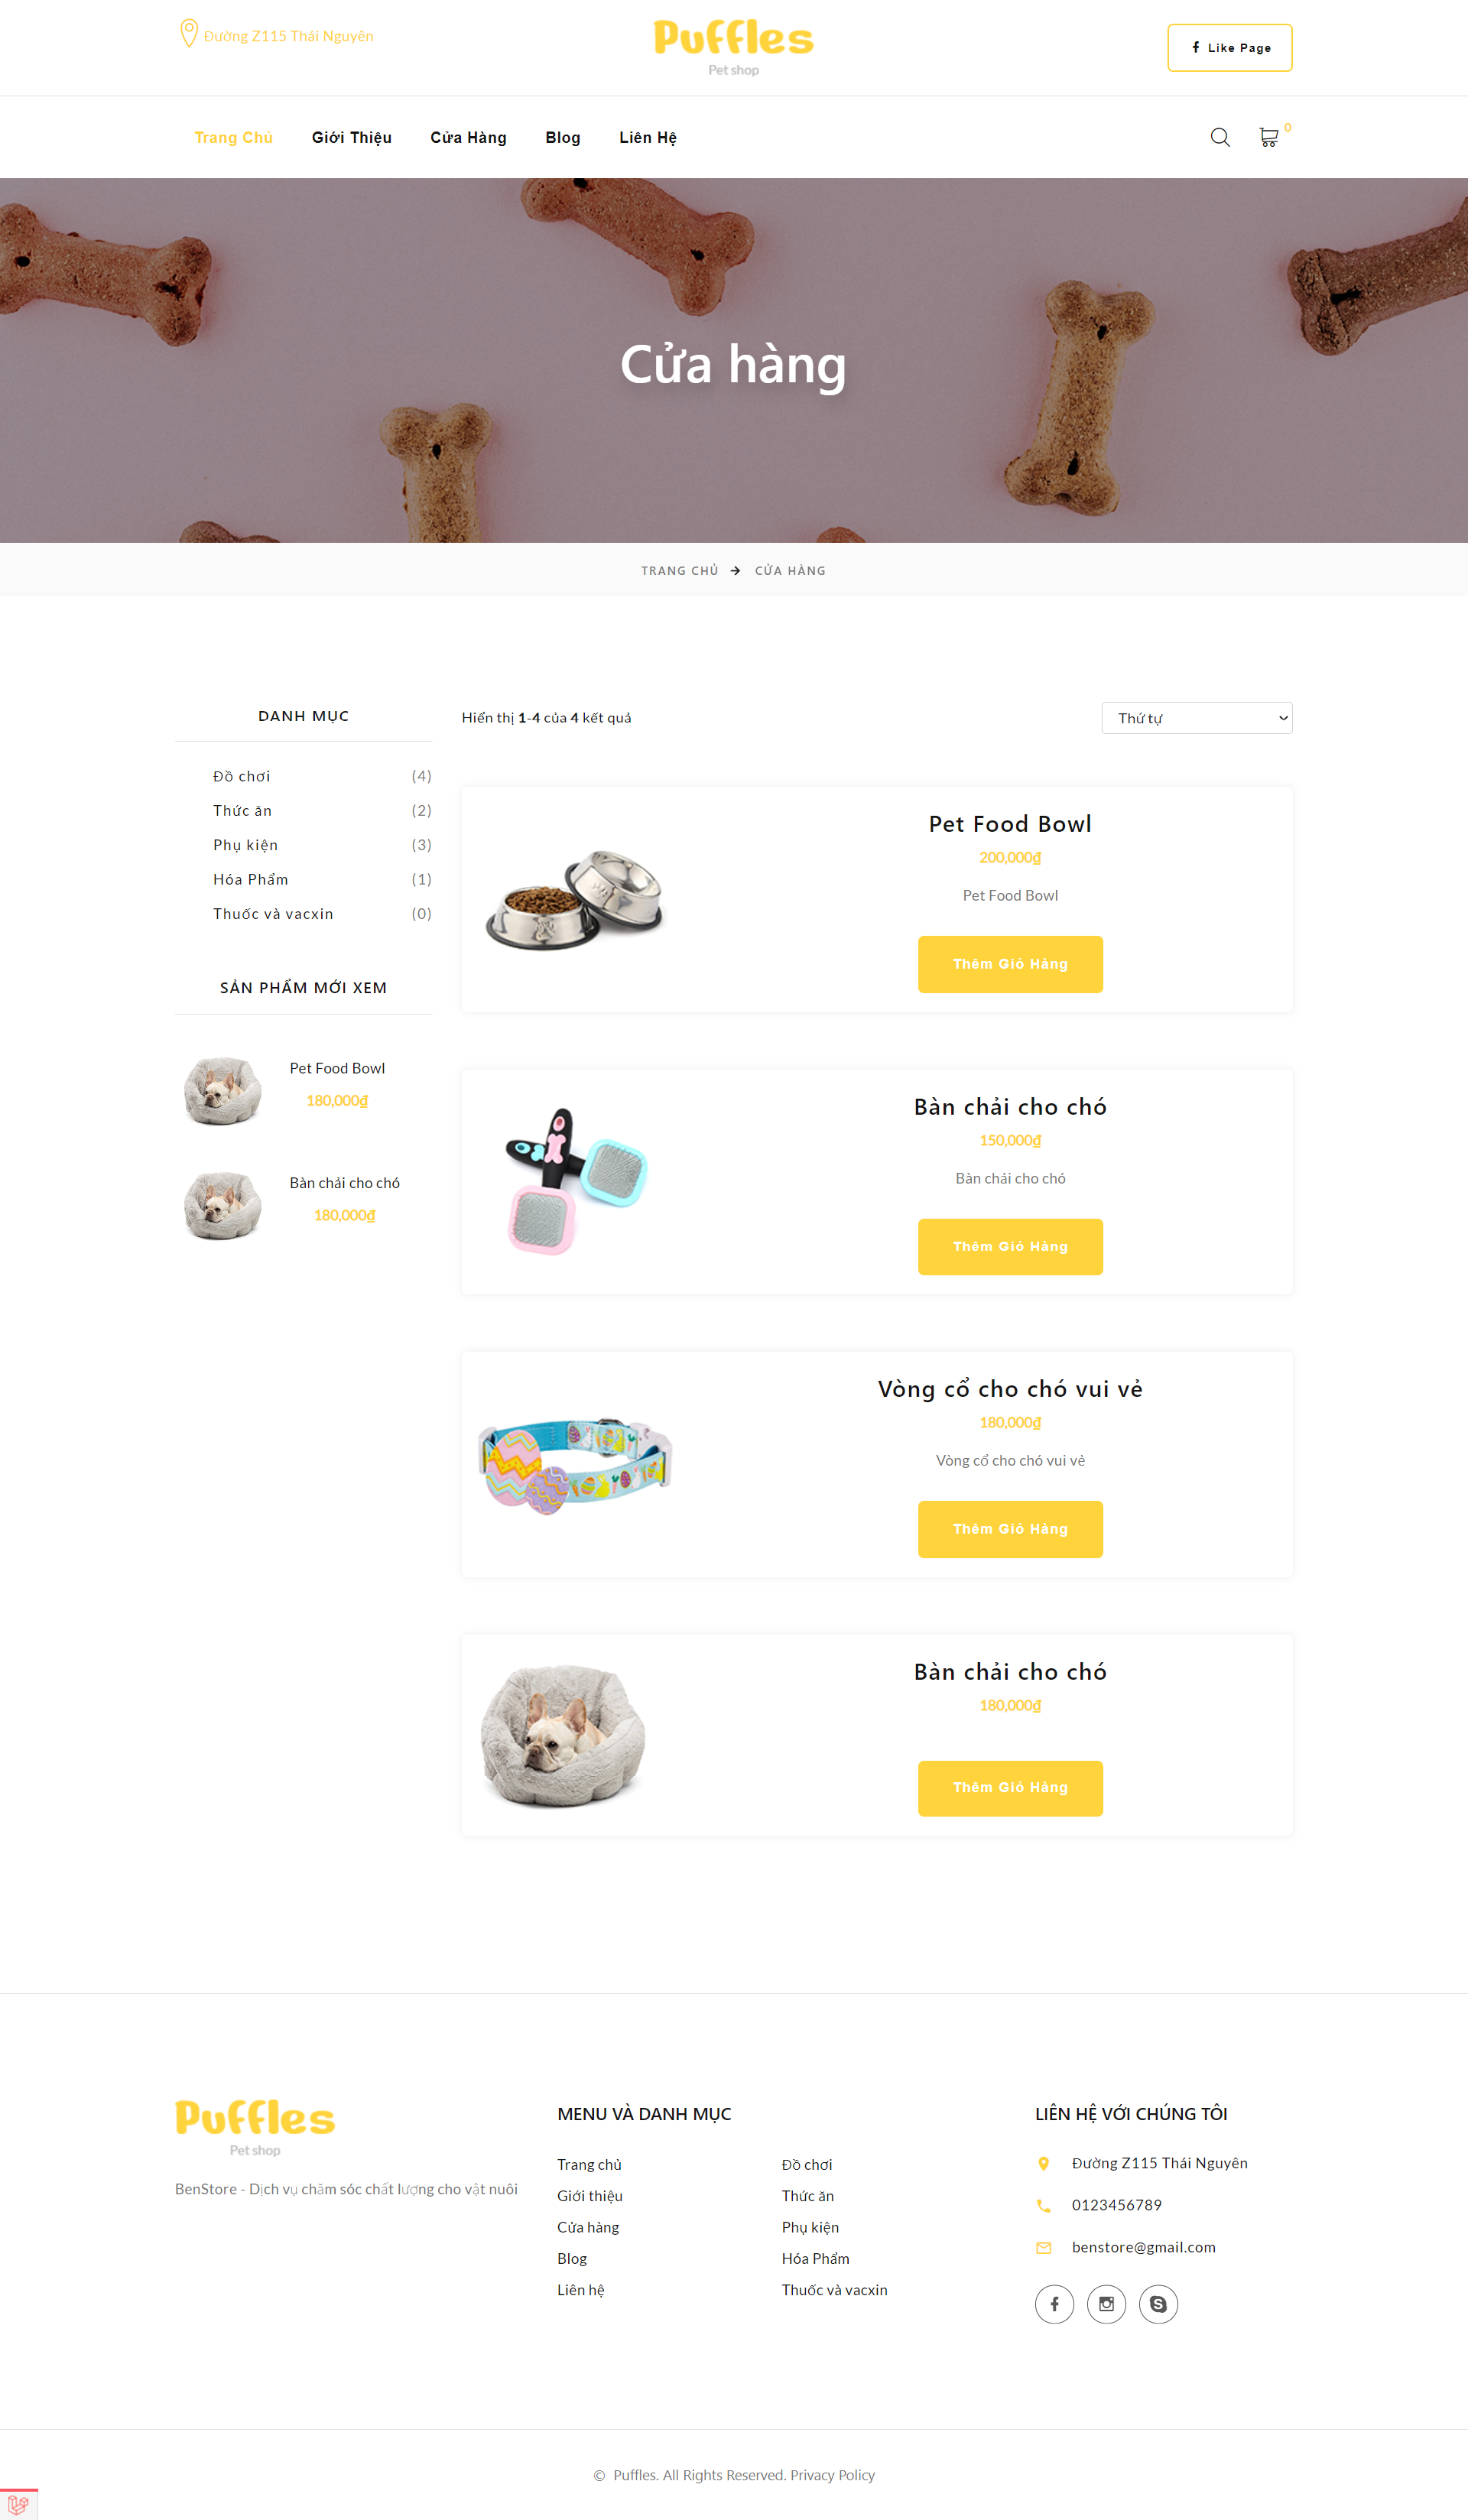 Đường Z115 Thái Nguyên
Puffles
Pet shop
Like Page
Trang Chủ
Giới Thiệu
Cửa Hàng
Blog
Liên Hệ
0
Cửa hàng
TRANG CHỦ
CỬA HÀNG
DANH MỤC
Đồ chơi (4)
Thức ăn (2)
Phụ kiện (3)
Hóa Phẩm (1)
Thuốc và vacxin (0)
SẢN PHẨM MỚI XEM
Pet Food Bowl
180,000₫
Bàn chải cho chó
180,000₫
Hiển thị 1-4 của 4 kết quả
Thứ tự
Pet Food Bowl
200,000₫
Pet Food Bowl
Thêm Giỏ Hàng
Bàn chải cho chó
150,000₫
Bàn chải cho chó
Thêm Giỏ Hàng
Vòng cổ cho chó vui vẻ
180,000₫
Vòng cổ cho chó vui vẻ
Thêm Giỏ Hàng
Bàn chải cho chó
180,000₫
Thêm Giỏ Hàng
Puffles
Pet shop
BenStore - Dịch vụ chăm sóc chất lượng cho vật nuôi
MENU VÀ DANH MỤC
Trang chủ
Giới thiệu
Cửa hàng
Blog
Liên hệ
Đồ chơi
Thức ăn
Phụ kiện
Hóa Phẩm
Thuốc và vacxin
LIÊN HỆ VỚI CHÚNG TÔI
Đường Z115 Thái Nguyên
0123456789
benstore@gmail.com
© Puffles. All Rights Reserved. Privacy Policy